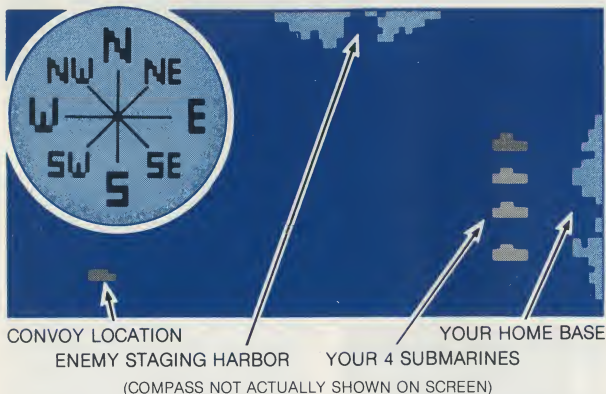 N
NW NE
W E
SW SE
S
CONVOY LOCATION YOUR HOME BASE
ENEMY STAGING HARBOR YOUR 4 SUBMARINES
(COMPASS NOT ACTUALLY SHOWN ON SCREEN)